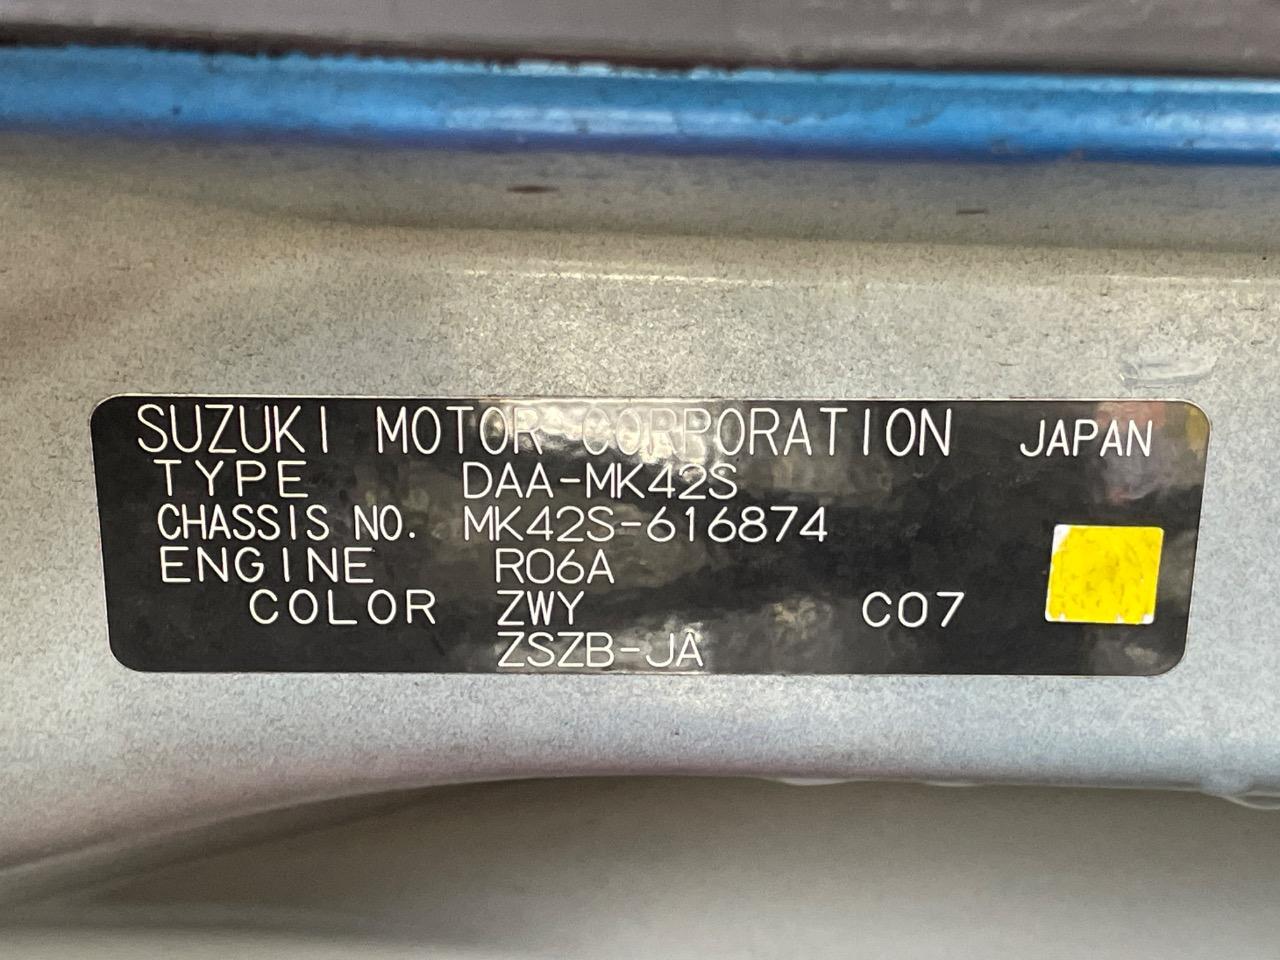 SUZUKI MOTOR CORPORATION JAPAN
TYPE DAA-MK42S
CHASSIS NO. MK42S-616874
ENGINE R06A
COLOR ZWY C07
ZSZB-JA